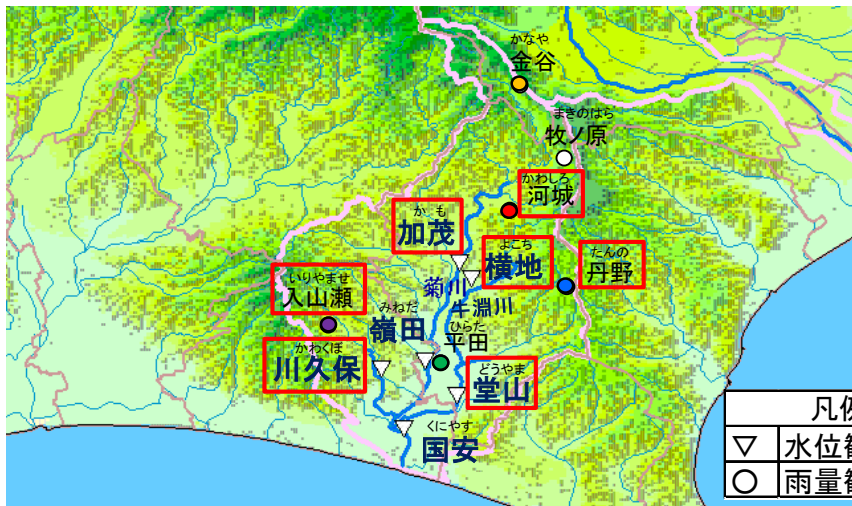 かなや
金谷
まきのはら
牧ノ原
かわしろ
河城
かも
加茂
よこち
横地
たんの
丹野
菊川
牛淵川
いりやませ
入山瀬
みねだ
嶺田
ひらた
平田
かわくぼ
川久保
どうやま
堂山
くにやす
国安
凡例
▽ 水位観
○ 雨量観